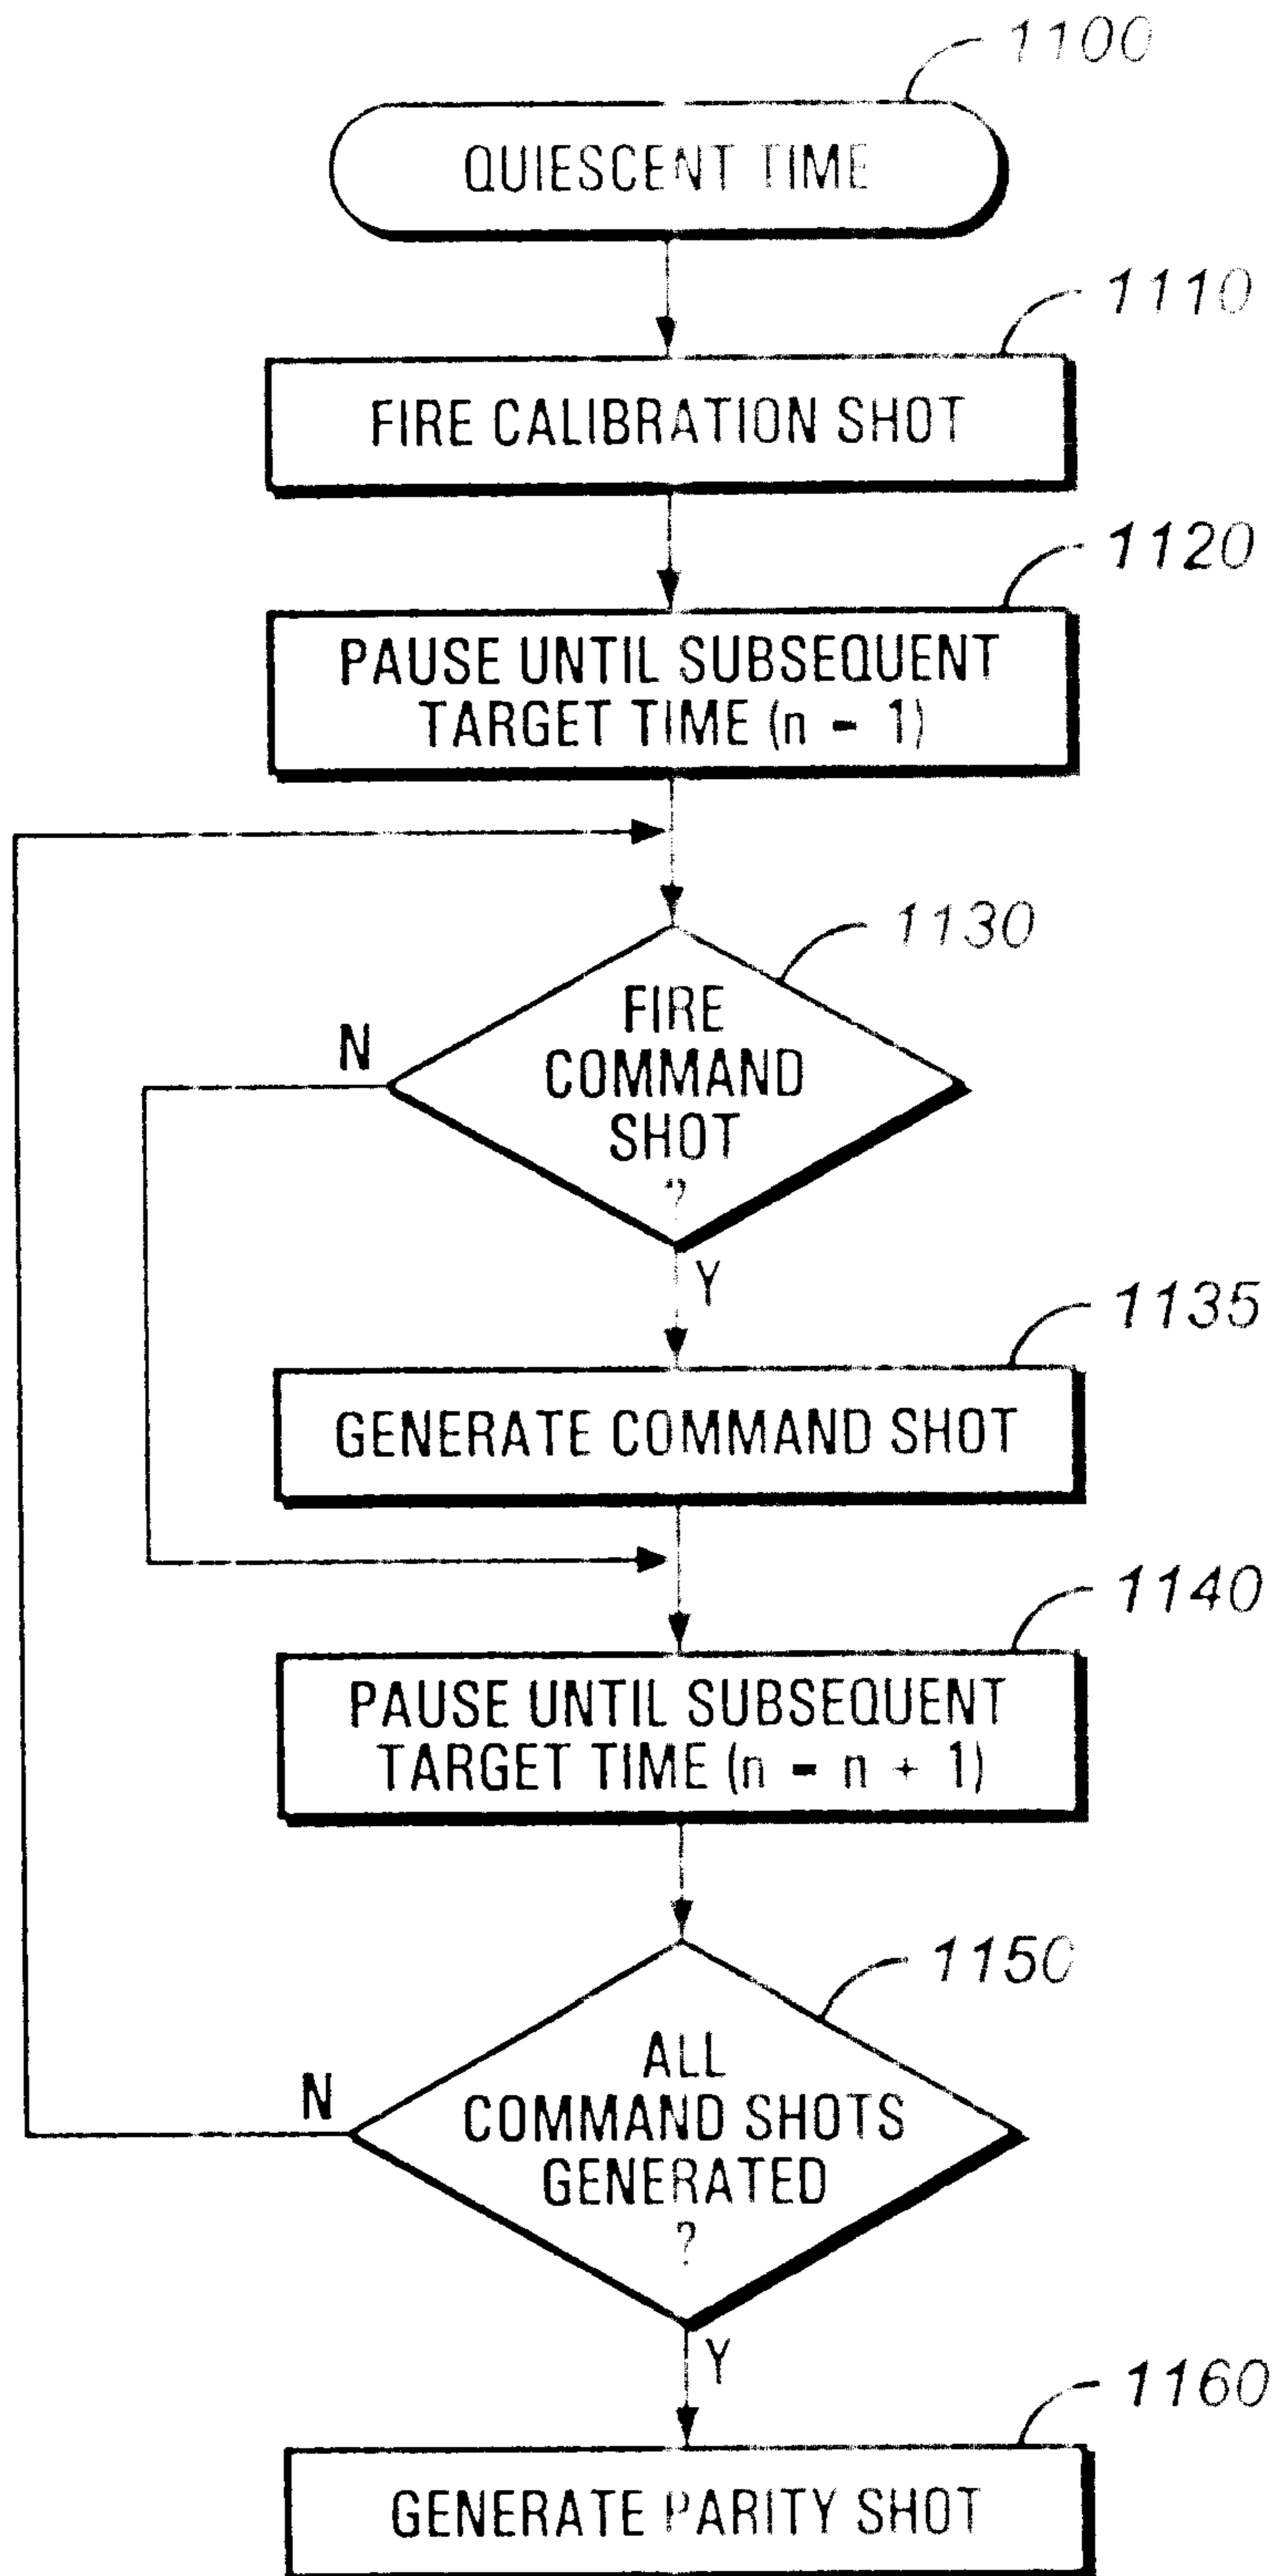 1100
QUIESCENT TIME
1110
FIRE CALIBRATION SHOT
1120
PAUSE UNTIL SUBSEQUENT
TARGET TIME (n - 1)
1130
FIRE
COMMAND
SHOT
?
N
Y
1135
GENERATE COMMAND SHOT
1140
PAUSE UNTIL SUBSEQUENT
TARGET TIME (n - n + 1)
1150
ALL
COMMAND SHOTS
GENERATED
?
N
Y
1160
GENERATE PARITY SHOT